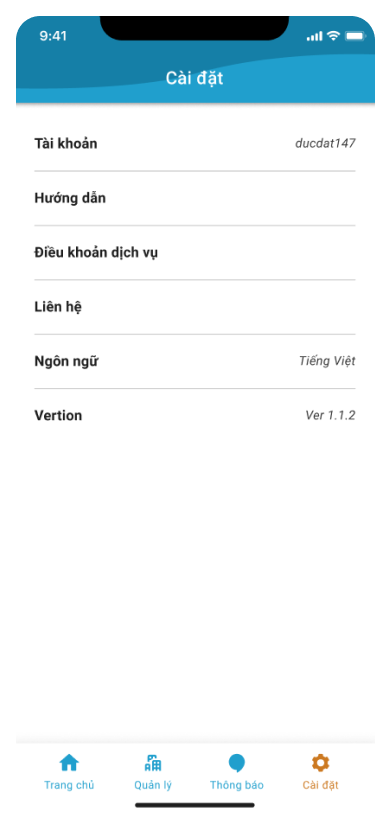 9:41
Cài đặt
Tài khoản ducdat147
Hướng dẫn
Điều khoản dịch vụ
Liên hệ
Ngôn ngữ Tiếng Việt
Vertion Ver 1.1.2
Trang chủ Quản lý Thông báo Cài đặt